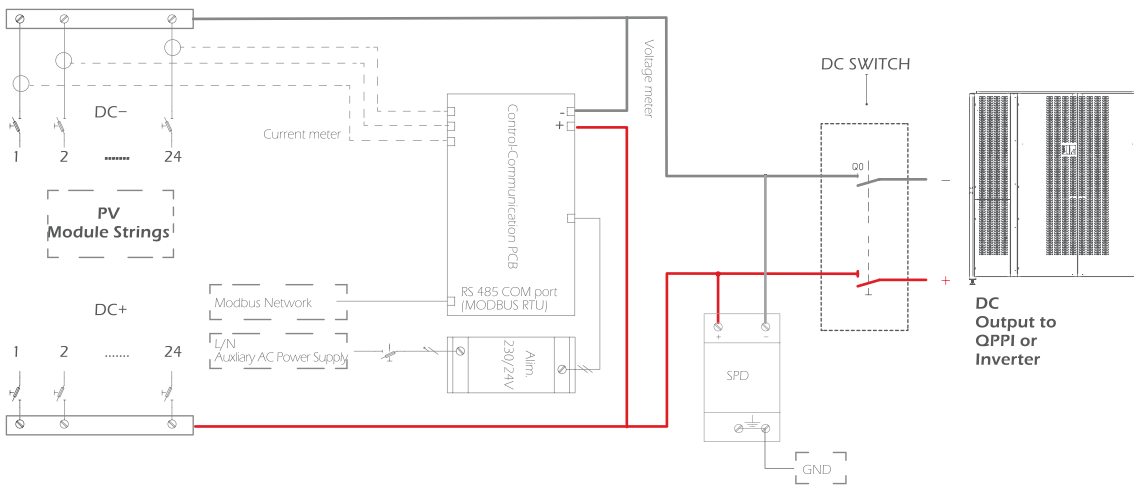 DC−
1 2 ....... 24
PV
Module Strings
DC+
1 2 ....... 24
Current meter
Modbus Network
L/N
Auxliary AC Power Supply
Control-Communication PCB
-
+
RS 485 COM port
(MODBUS RTU)
Alim.
230/24V
Voltage meter
DC SWITCH
Q0
−
+
+ −
SPD
GND
DC
Output to
QPPI or
Inverter